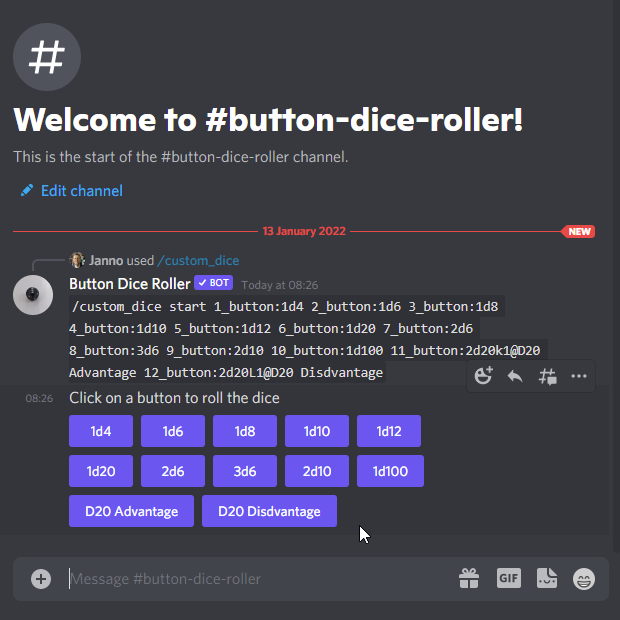 Welcome to #button-dice-roller!
This is the start of the #button-dice-roller channel.
Edit channel
13 January 2022 NEW
Janno used /custom_dice
Button Dice Roller BOT Today at 08:26
/custom_dice start 1_button:1d4 2_button:1d6 3_button:1d8
4_button:1d10 5_button:1d12 6_button:1d20 7_button:2d6
8_button:3d6 9_button:2d10 10_button:1d100 11_button:2d20k1@D20
Advantage 12_button:2d20L1@D20 Disdvantage
08:26 Click on a button to roll the dice
1d4 1d6 1d8 1d10 1d12
1d20 2d6 3d6 2d10 1d100
D20 Advantage D20 Disdvantage
Message #button-dice-roller GIF